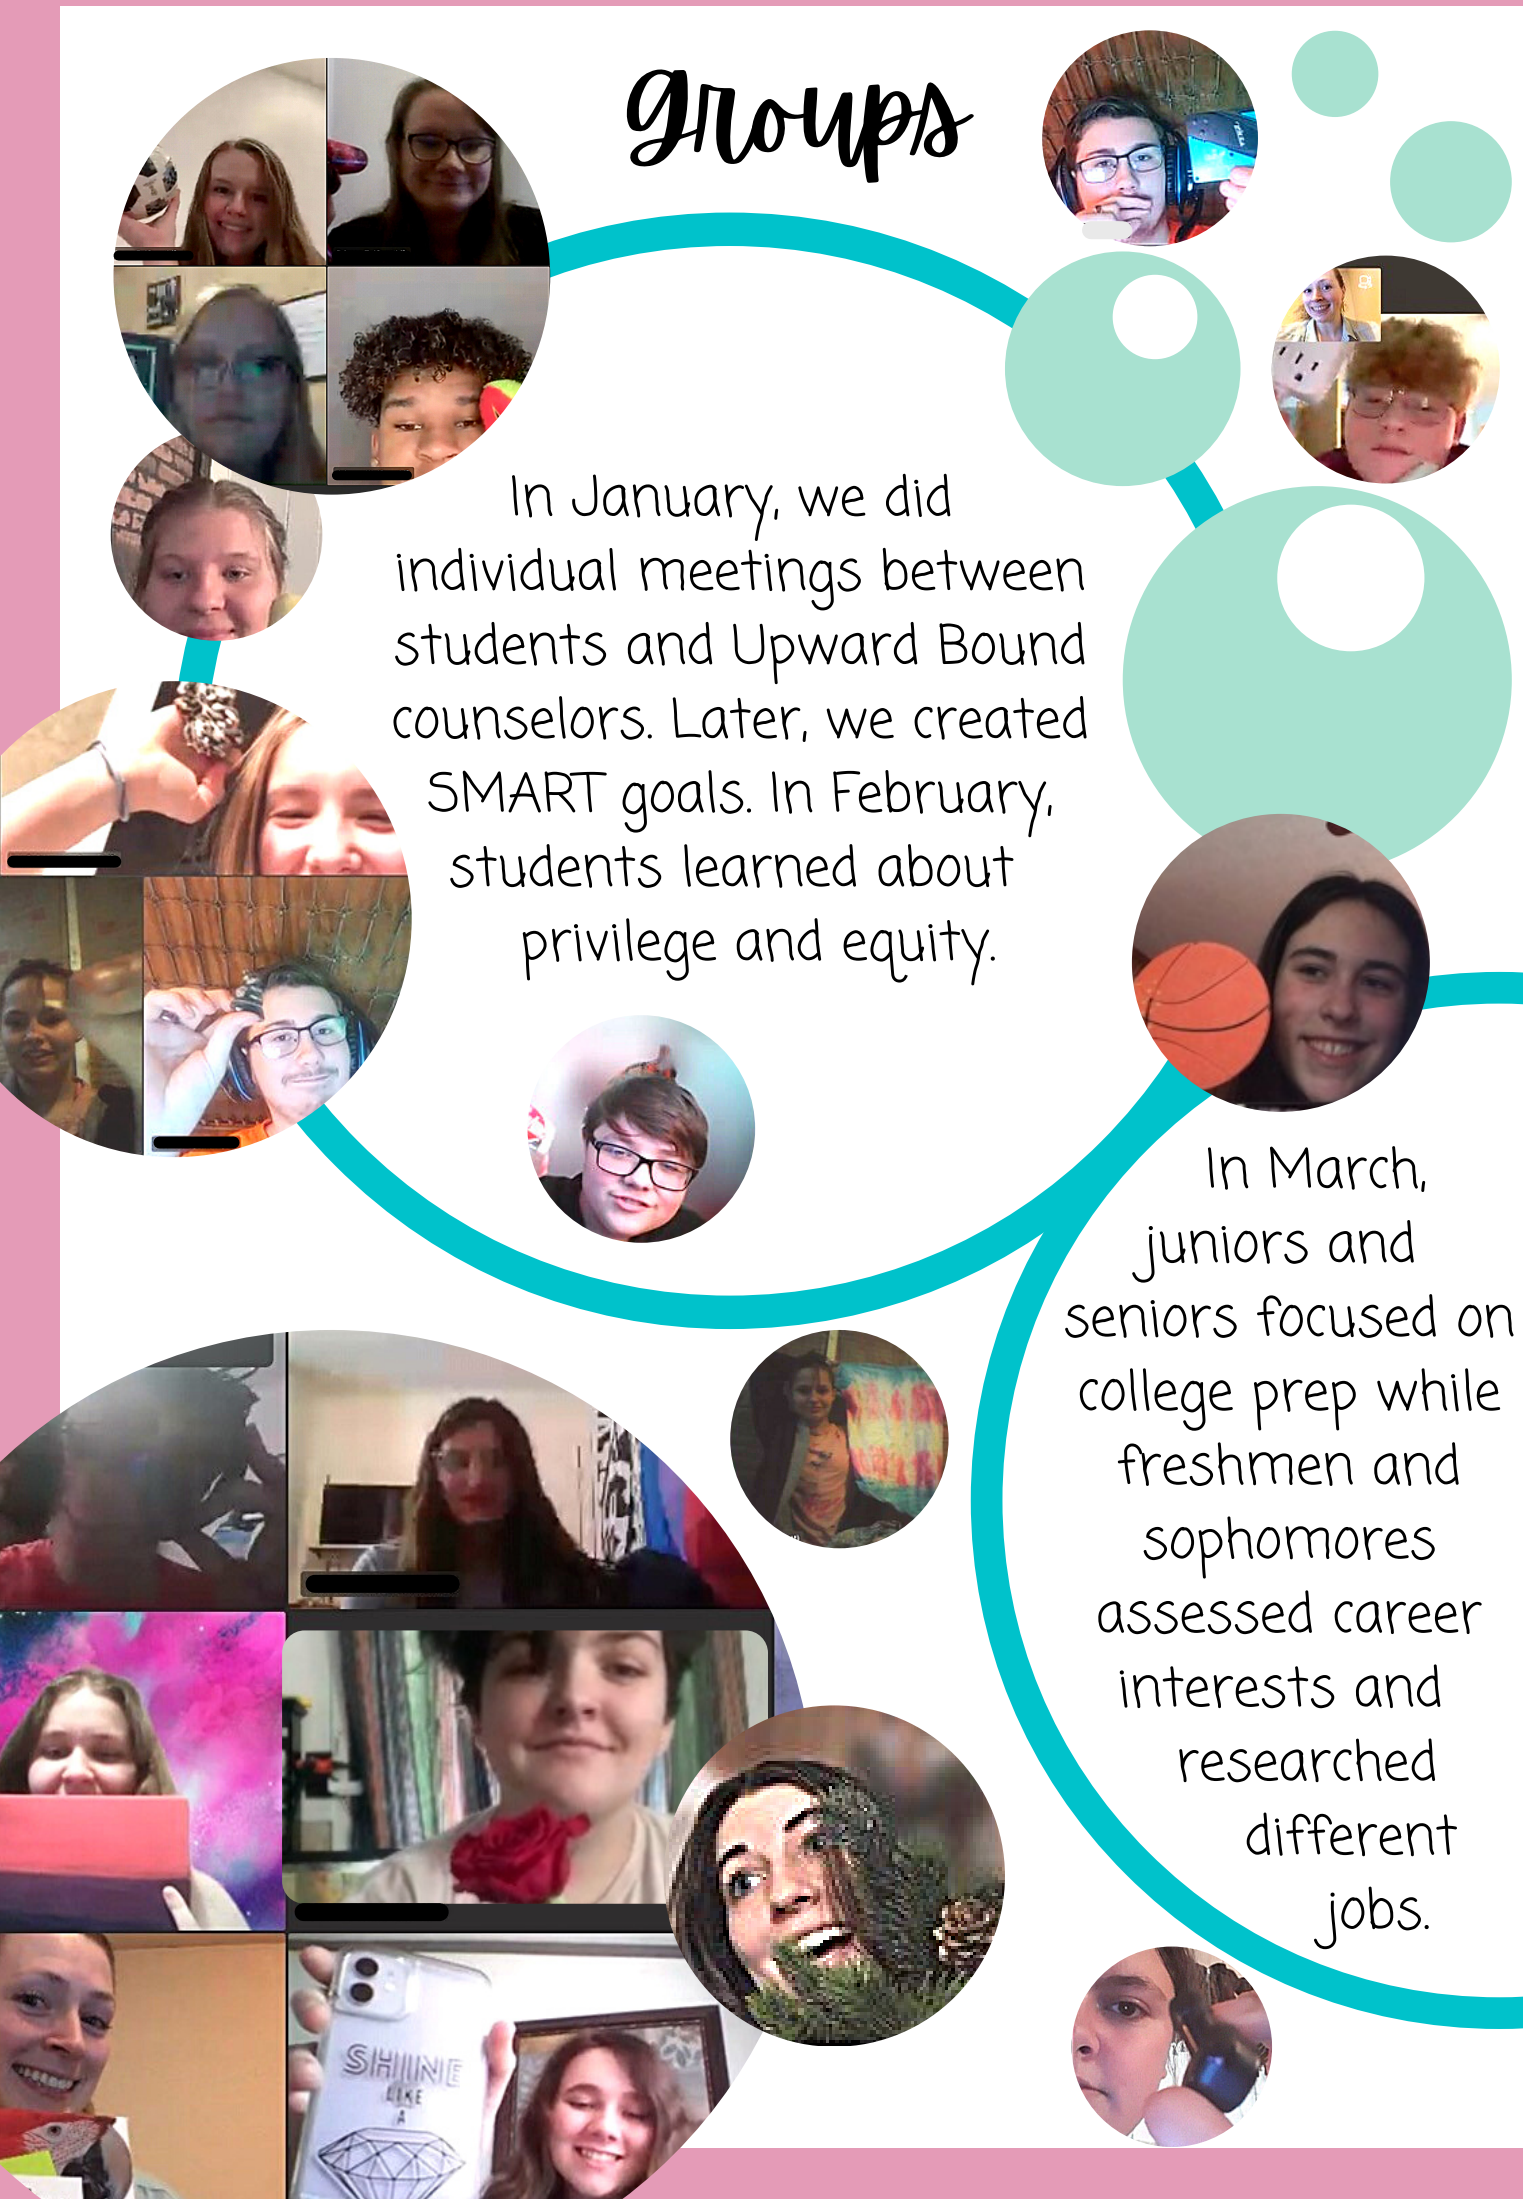 groups
In January, we did
individual meetings between
students and Upward Bound
counselors. Later, we created
SMART goals. In February,
students learned about
privilege and equity.
In March,
juniors and
seniors focused on
college prep while
freshmen and
sophomores
assessed career
interests and
researched
different
jobs.
SHINE
LIKE
A